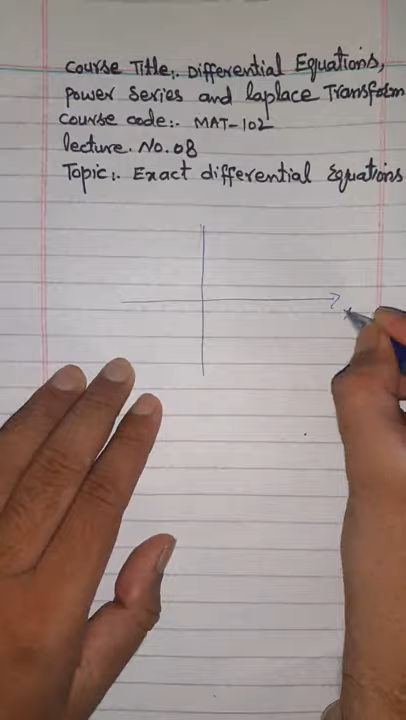 Course Title:. Differential Equations,
power series and laplace Transform
Course code:. MAT-102
lecture. No. 08
Topic:. Exact differential Equations
x